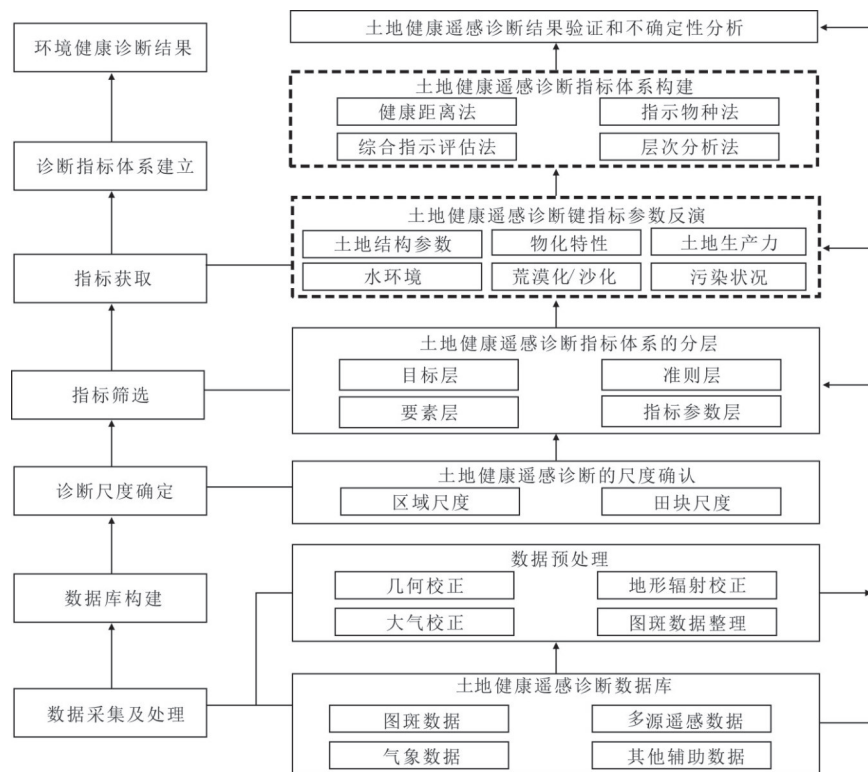 土地健康遥感诊断结果验证和不确定性分析
环境健康诊断结果
土地健康遥感诊断指标体系构建
健康距离法
指示物种法
综合指示评估法
层次分析法
诊断指标体系建立
土地健康遥感诊断键指标参数反演
土地结构参数
物化特性
土地生产力
水环境
荒漠化/沙化
污染状况
指标获取
土地健康遥感诊断指标体系的分层
目标层
准则层
要素层
指标参数层
指标筛选
土地健康遥感诊断的尺度确认
区域尺度
田块尺度
诊断尺度确定
数据预处理
几何校正
地形辐射校正
大气校正
图斑数据整理
数据库构建
土地健康遥感诊断数据库
图斑数据
多源遥感数据
气象数据
其他辅助数据
数据采集及处理